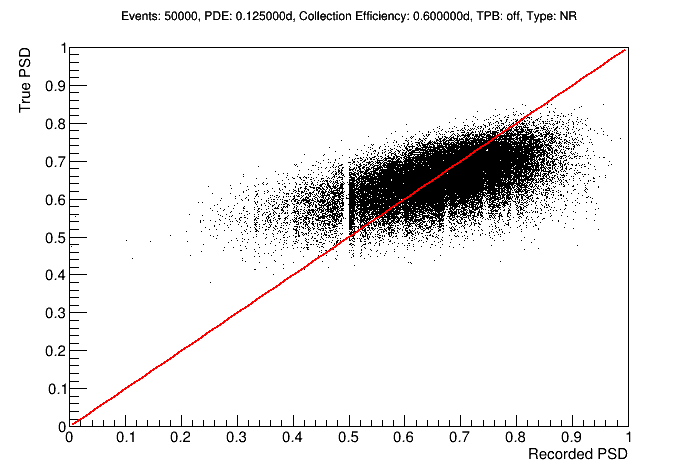 Events: 50000, PDE: 0.125000d, Collection Efficiency: 0.600000d, TPB: off, Type: NR
True PSD
1
0.9
0.8
0.7
0.6
0.5
0.4
0.3
0.2
0.1
0
0 0.1 0.2 0.3 0.4 0.5 0.6 0.7 0.8 0.9 1
Recorded PSD